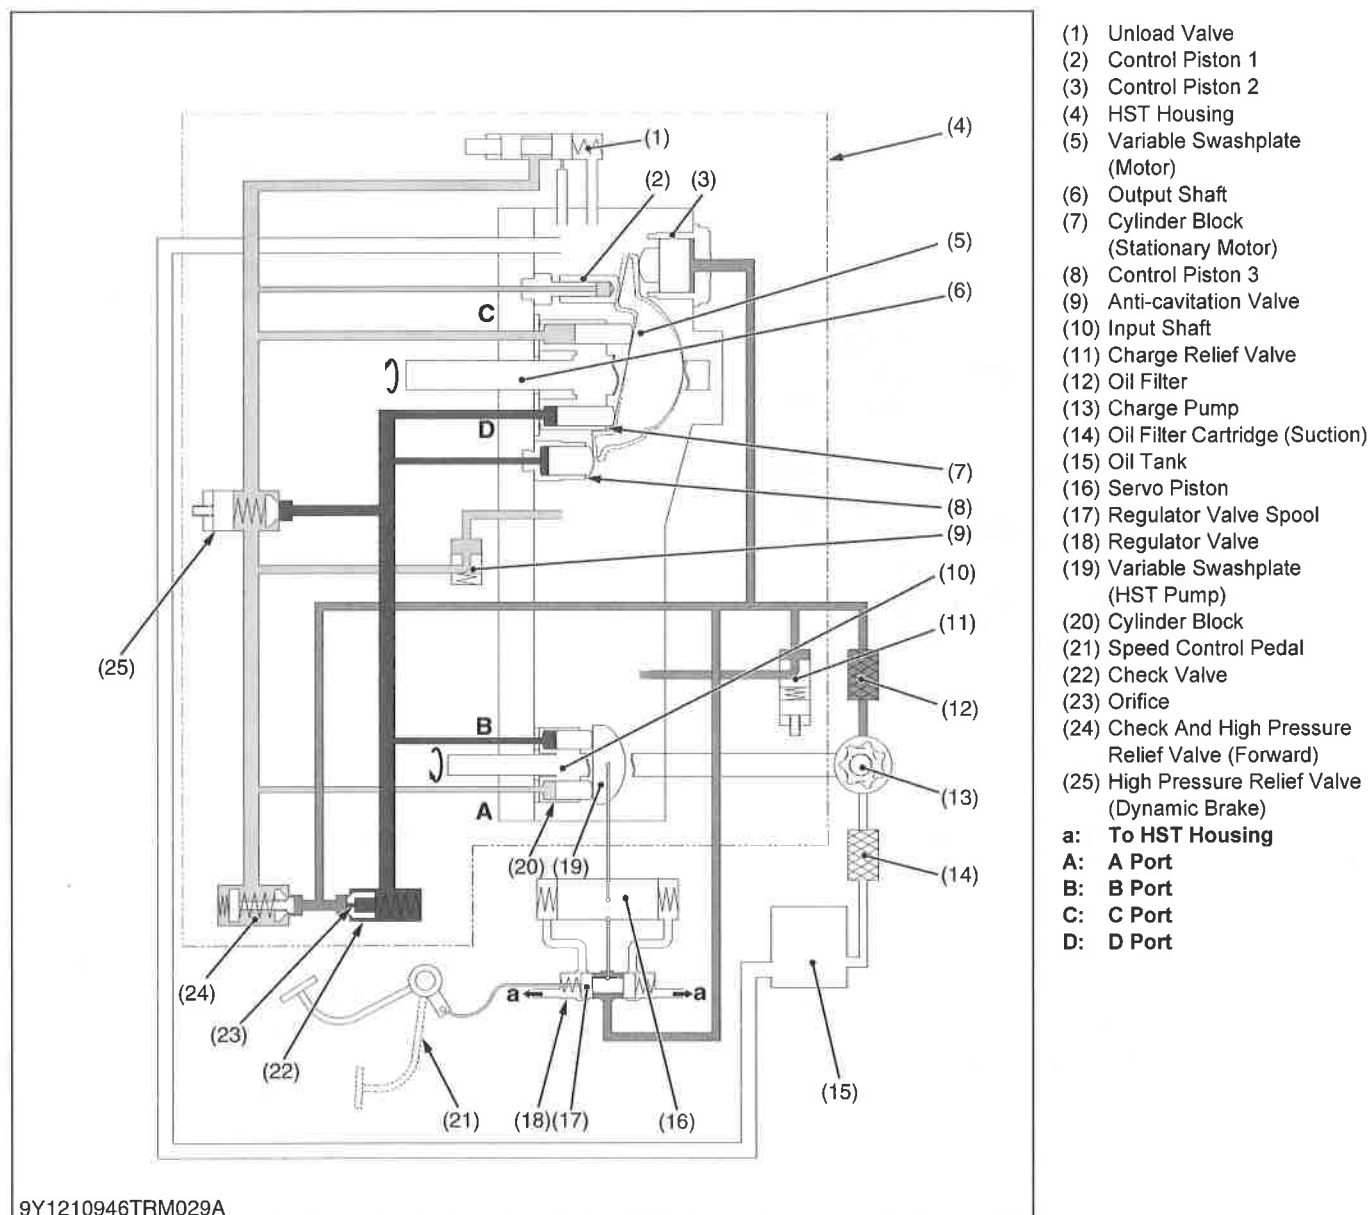 (1)
(2)
(3)
(4)
(5)
(6)
(7)
(8)
(9)
(10)
(11)
(12)
(13)
(14)
(15)
(16)
(18)(17)
(20)
(19)
(21)
(22)
(23)
(24)
(25)
C
D
B
A
a
a
9Y1210946TRM029A
(1) Unload Valve
(2) Control Piston 1
(3) Control Piston 2
(4) HST Housing
(5) Variable Swashplate
(Motor)
(6) Output Shaft
(7) Cylinder Block
(Stationary Motor)
(8) Control Piston 3
(9) Anti-cavitation Valve
(10) Input Shaft
(11) Charge Relief Valve
(12) Oil Filter
(13) Charge Pump
(14) Oil Filter Cartridge (Suction)
(15) Oil Tank
(16) Servo Piston
(17) Regulator Valve Spool
(18) Regulator Valve
(19) Variable Swashplate
(HST Pump)
(20) Cylinder Block
(21) Speed Control Pedal
(22) Check Valve
(23) Orifice
(24) Check And High Pressure
Relief Valve (Forward)
(25) High Pressure Relief Valve
(Dynamic Brake)
a: To HST Housing
A: A Port
B: B Port
C: C Port
D: D Port